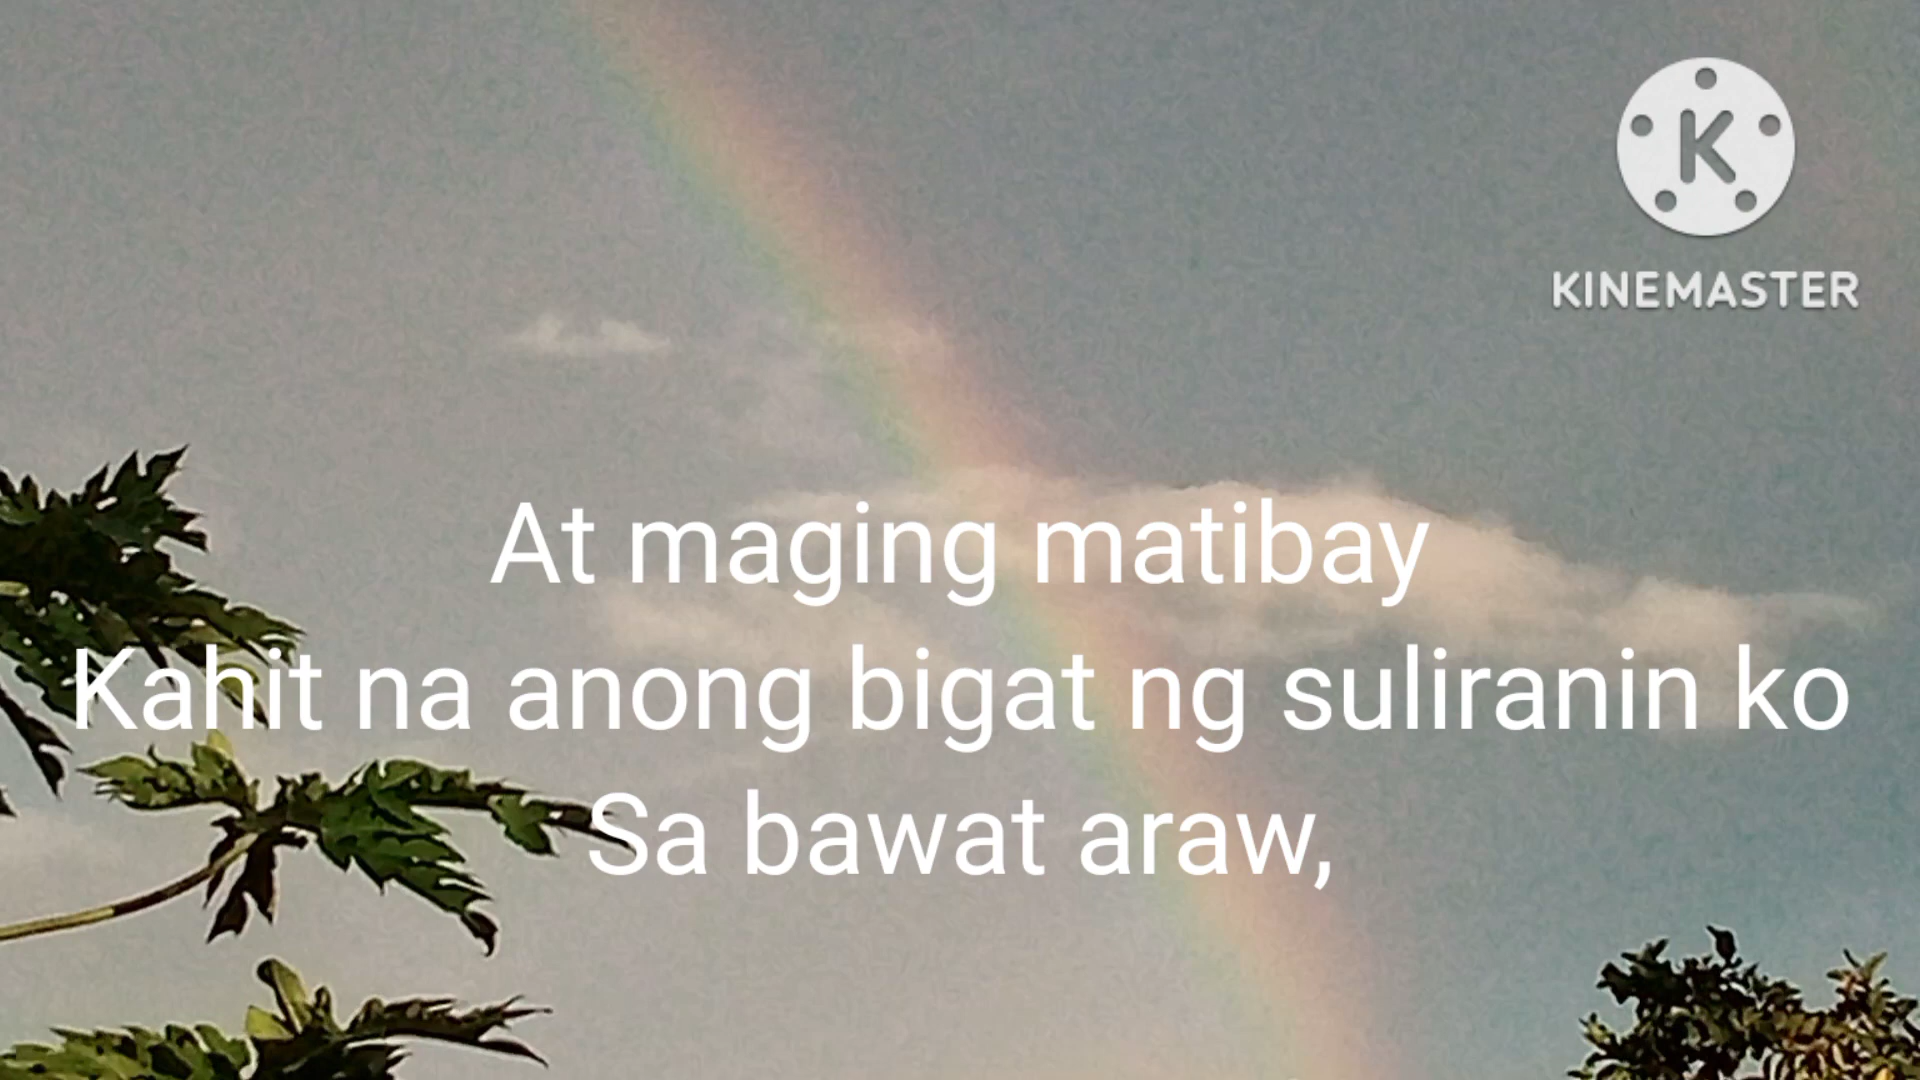 KINEMASTER
At maging matibay
Kahit na anong bigat ng suliranin ko
Sa bawat araw,